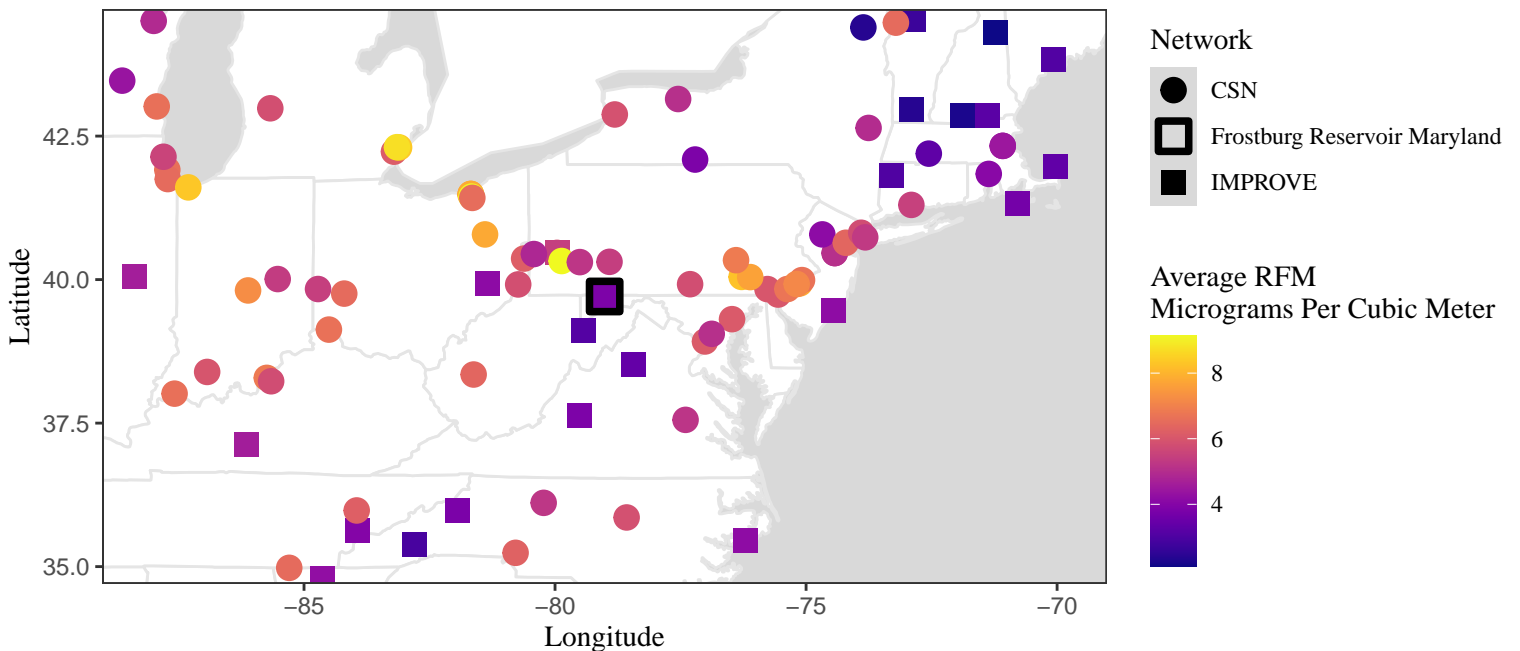 Latitude
42.5
40.0
37.5
35.0
−85
−80
−75
−70
Longitude
Network
CSN
Frostburg Reservoir Maryland
IMPROVE
Average RFM
Micrograms Per Cubic Meter
8
6
4